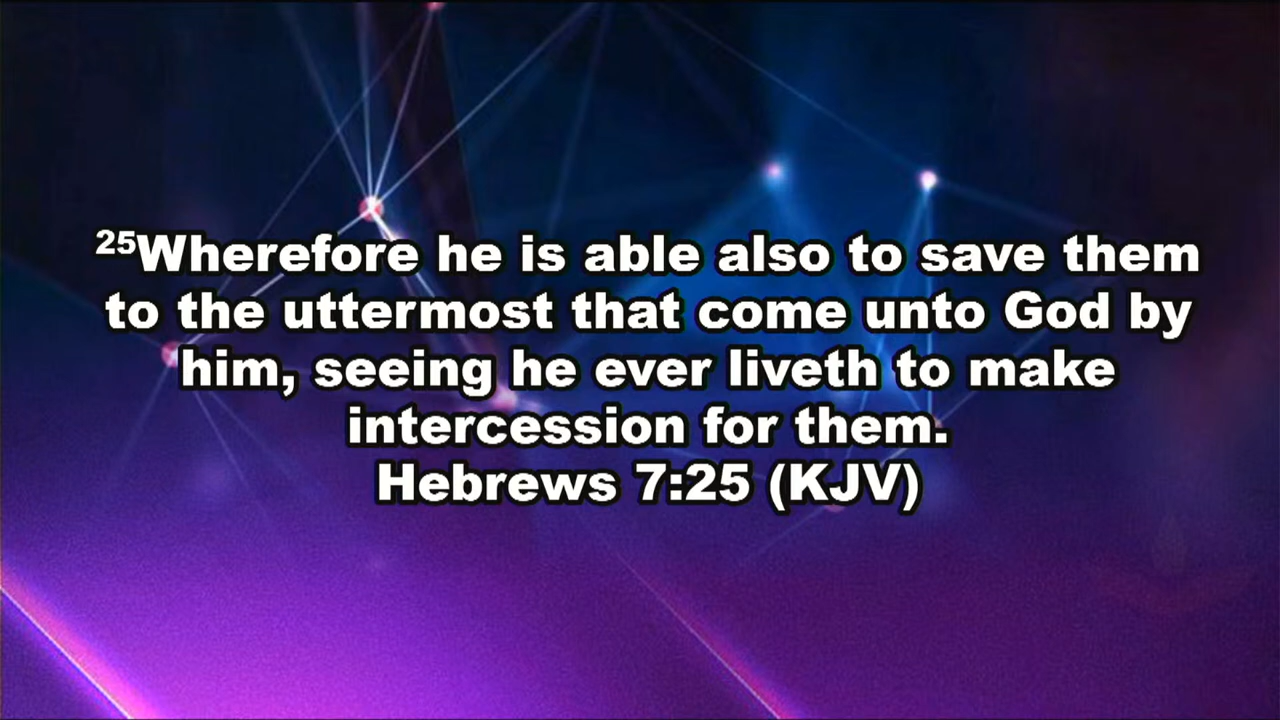 25Wherefore he is able also to save them
to the uttermost that come unto God by
him, seeing he ever liveth to make
intercession for them.
Hebrews 7:25 (KJV)